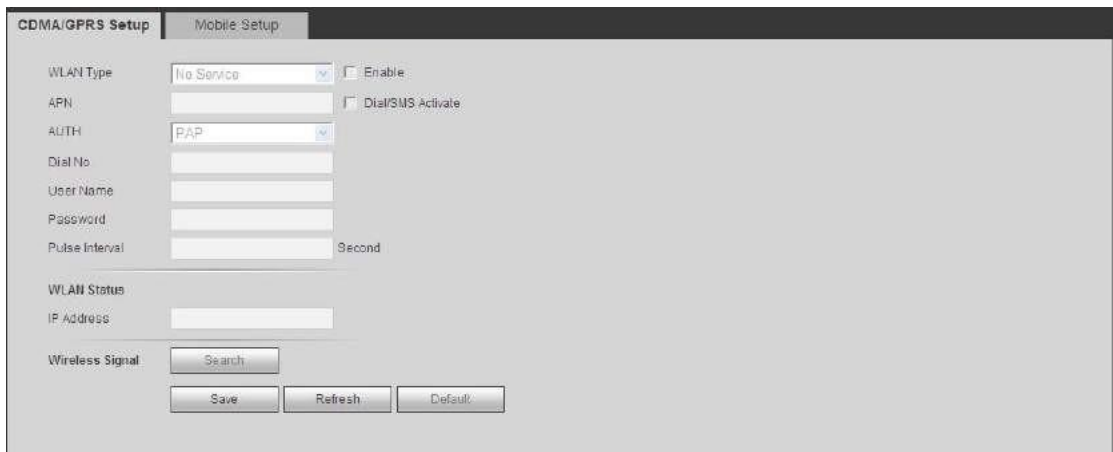 CDMA/GPRS Setup Mobile Setup
WLAN Type No Service Enable
APN Dial/SMS Activate
AUTH PAP
Dial No
User Name
Password
Pulse Interval Second
WLAN Status
IP Address
Wireless Signal Search
Save Refresh Default